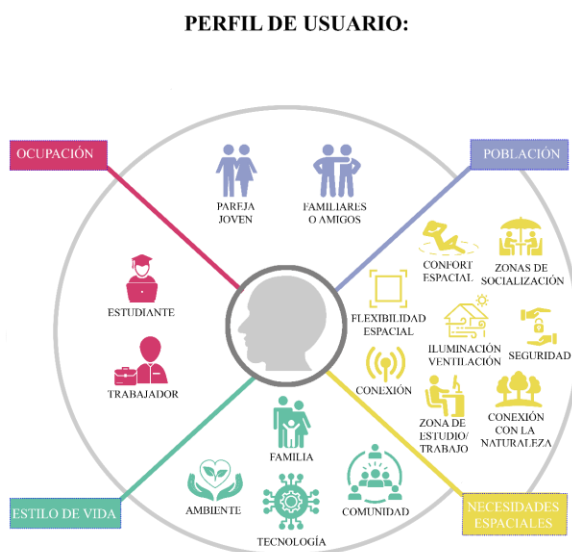 PERFIL DE USUARIO:
OCUPACIÓN
POBLACIÓN
PAREJA
JOVEN
FAMILIARES
O AMIGOS
ESTUDIANTE
TRABAJADOR
CONFORT
ESPACIAL
ZONAS DE
SOCIALIZACIÓN
FLEXIBILIDAD
ESPACIAL
ILUMINACIÓN
VENTILACIÓN
SEGURIDAD
CONEXIÓN
ZONA DE
ESTUDIO/
TRABAJO
CONEXIÓN
CON LA
NATURALEZA
FAMILIA
AMBIENTE
TECNOLOGÍA
COMUNIDAD
ESTILO DE VIDA
NECESIDADES
ESPACIALES